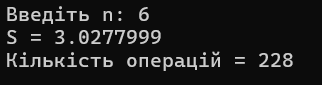 Введіть n: 6
S = 3.0277999
Кількість операцій = 228